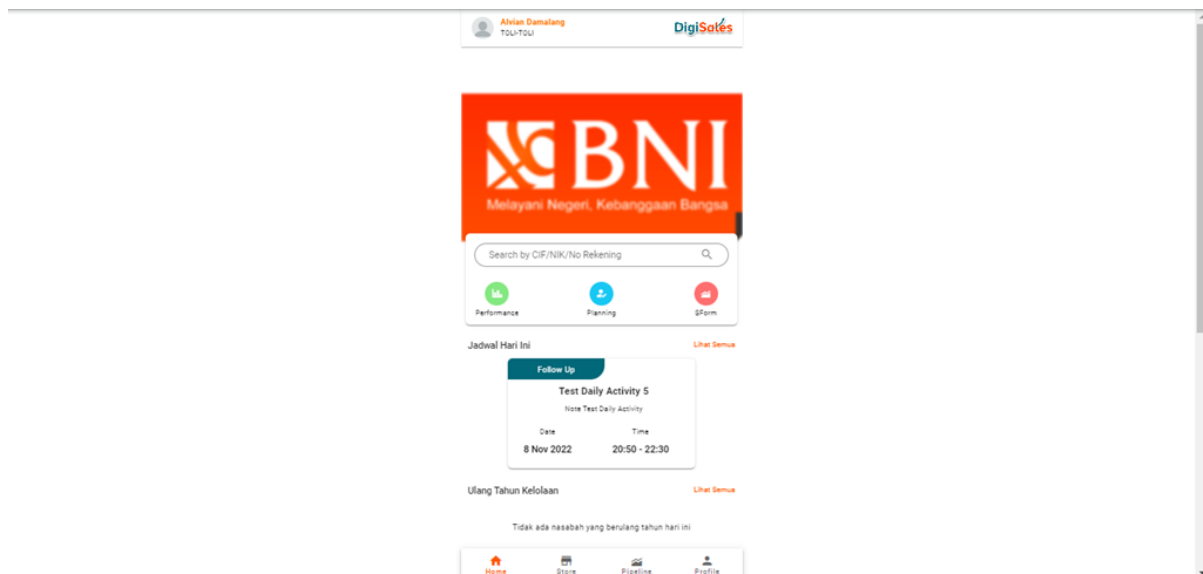 Alvian Damalang
TOLI-TOLI
DigiSales
BNI
Melayani Negeri, Kebanggaan Bangsa
Search by CIF/NIK/No Rekening
Performance
Planning
SForm
Jadwal Hari Ini
Lihat Semua
Follow Up
Test Daily Activity 5
Note Test Daily Activity
Date
Time
8 Nov 2022
20:50 - 22:30
Ulang Tahun Kelolaan
Lihat Semua
Tidak ada nasabah yang berulang tahun hari ini
Home
Store
Pipeline
Profile